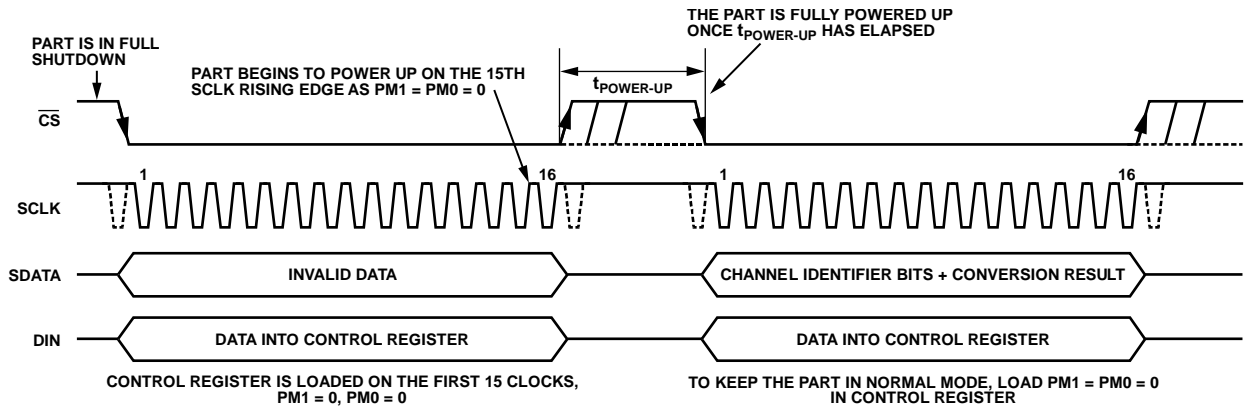 PART IS IN FULL
SHUTDOWN
PART BEGINS TO POWER UP ON THE 15TH
SCLK RISING EDGE AS PM1 = PM0 = 0
THE PART IS FULLY POWERED UP
ONCE tPOWER-UP HAS ELAPSED
tPOWER-UP
CS
SCLK
1
16
1
16
SDATA
INVALID DATA
CHANNEL IDENTIFIER BITS + CONVERSION RESULT
DIN
DATA INTO CONTROL REGISTER
DATA INTO CONTROL REGISTER
CONTROL REGISTER IS LOADED ON THE FIRST 15 CLOCKS,
PM1 = 0, PM0 = 0
TO KEEP THE PART IN NORMAL MODE, LOAD PM1 = PM0 = 0
IN CONTROL REGISTER